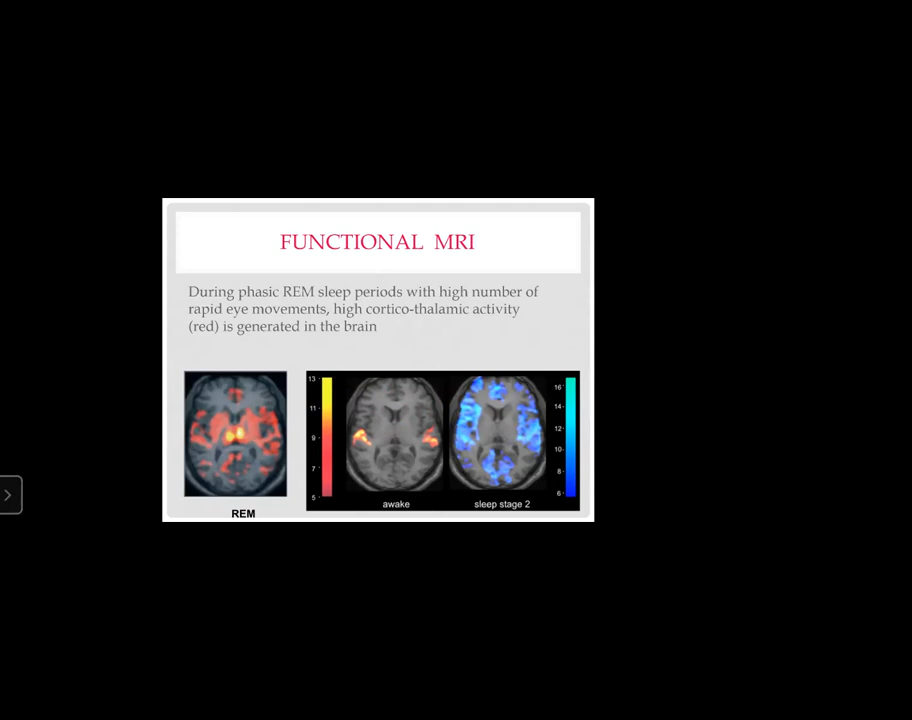 FUNCTIONAL MRI
During phasic REM sleep periods with high number of
rapid eye movements, high cortico-thalamic activity
(red) is generated in the brain
13
11
9
7
5
16
14
12
10
8
6
awake
sleep stage 2
REM